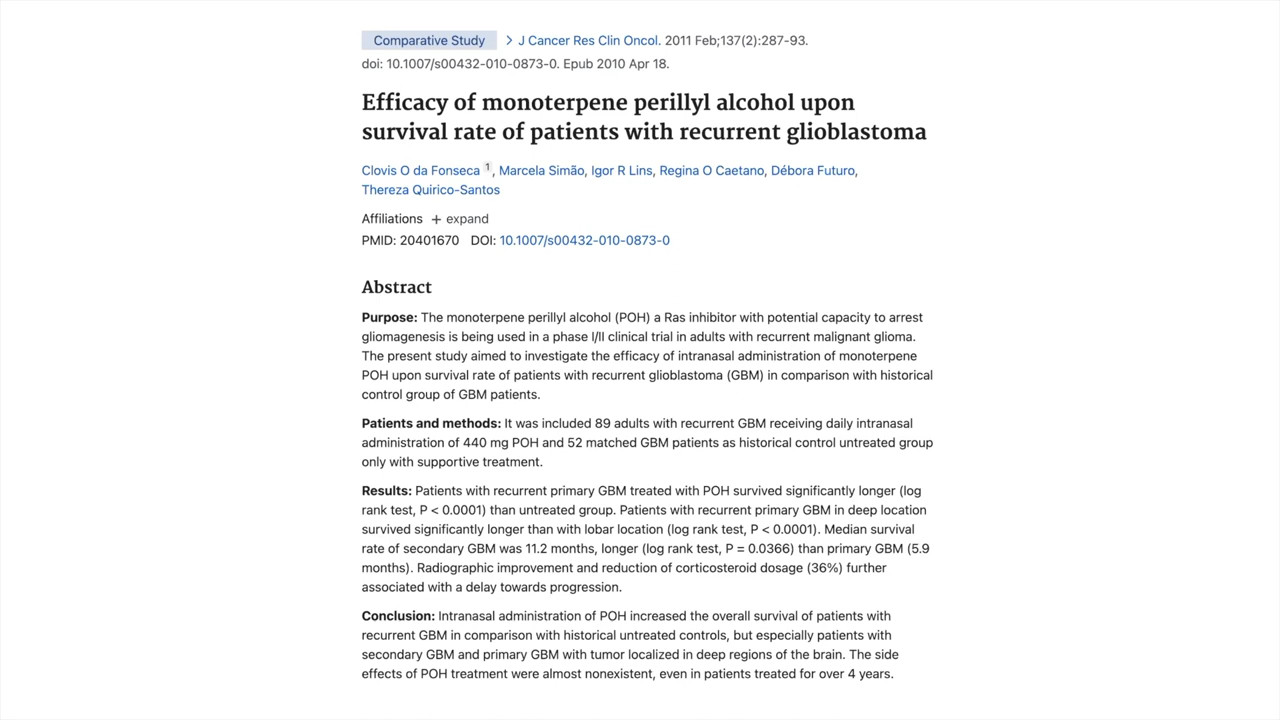 Comparative Study > J Cancer Res Clin Oncol. 2011 Feb;137(2):287-93.
doi: 10.1007/s00432-010-0873-0. Epub 2010 Apr 18.
Efficacy of monoterpene perillyl alcohol upon
survival rate of patients with recurrent glioblastoma
Clovis O da Fonseca 1, Marcela Simão, Igor R Lins, Regina O Caetano, Débora Futuro,
Thereza Quirico-Santos
Affiliations + expand
PMID: 20401670 DOI: 10.1007/s00432-010-0873-0
Abstract
Purpose: The monoterpene perillyl alcohol (POH) a Ras inhibitor with potential capacity to arrest
gliomagenesis is being used in a phase I/II clinical trial in adults with recurrent malignant glioma.
The present study aimed to investigate the efficacy of intranasal administration of monoterpene
POH upon survival rate of patients with recurrent glioblastoma (GBM) in comparison with historical
control group of GBM patients.
Patients and methods: It was included 89 adults with recurrent GBM receiving daily intranasal
administration of 440 mg POH and 52 matched GBM patients as historical control untreated group
only with supportive treatment.
Results: Patients with recurrent primary GBM treated with POH survived significantly longer (log
rank test, P < 0.0001) than untreated group. Patients with recurrent primary GBM in deep location
survived significantly longer than with lobar location (log rank test, P < 0.0001). Median survival
rate of secondary GBM was 11.2 months, longer (log rank test, P = 0.0366) than primary GBM (5.9
months). Radiographic improvement and reduction of corticosteroid dosage (36%) further
associated with a delay towards progression.
Conclusion: Intranasal administration of POH increased the overall survival of patients with
recurrent GBM in comparison with historical untreated controls, but especially patients with
secondary GBM and primary GBM with tumor localized in deep regions of the brain. The side
effects of POH treatment were almost nonexistent, even in patients treated for over 4 years.